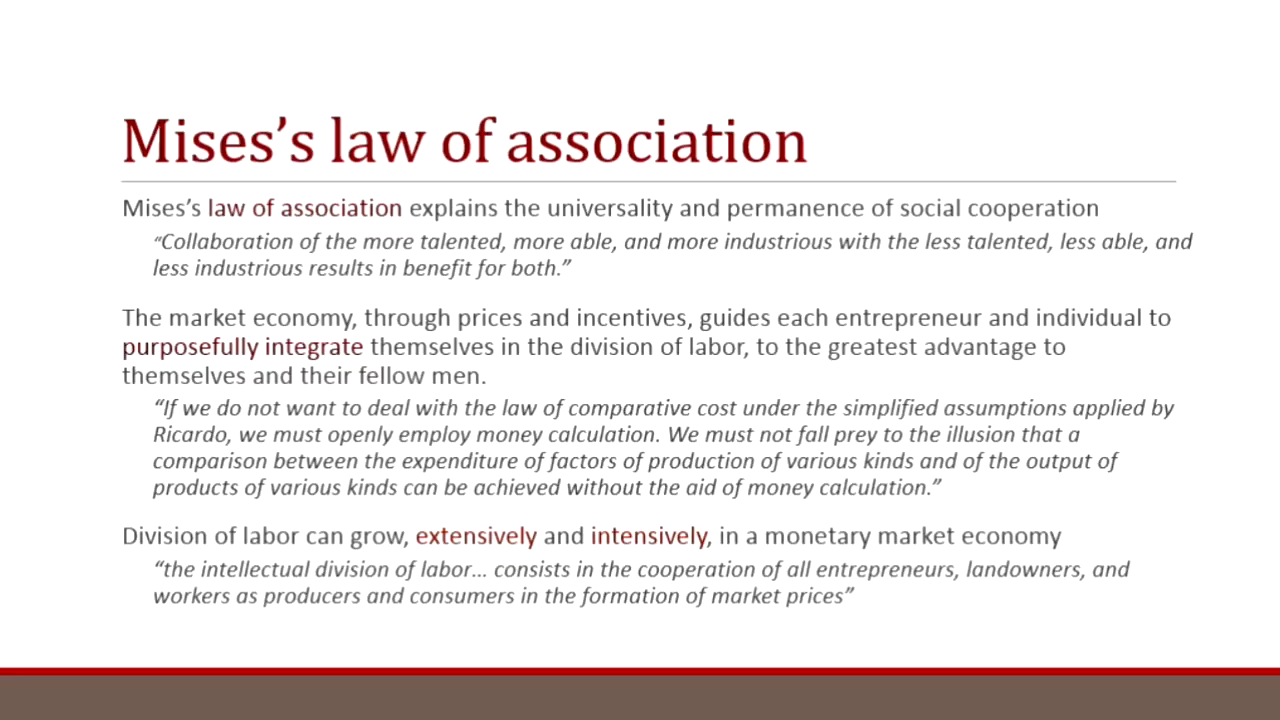 Mises’s law of association
Mises’s law of association explains the universality and permanence of social cooperation
“Collaboration of the more talented, more able, and more industrious with the less talented, less able, and
less industrious results in benefit for both.”
The market economy, through prices and incentives, guides each entrepreneur and individual to
purposefully integrate themselves in the division of labor, to the greatest advantage to
themselves and their fellow men.
“If we do not want to deal with the law of comparative cost under the simplified assumptions applied by
Ricardo, we must openly employ money calculation. We must not fall prey to the illusion that a
comparison between the expenditure of factors of production of various kinds and of the output of
products of various kinds can be achieved without the aid of money calculation.”
Division of labor can grow, extensively and intensively, in a monetary market economy
“the intellectual division of labor… consists in the cooperation of all entrepreneurs, landowners, and
workers as producers and consumers in the formation of market prices”